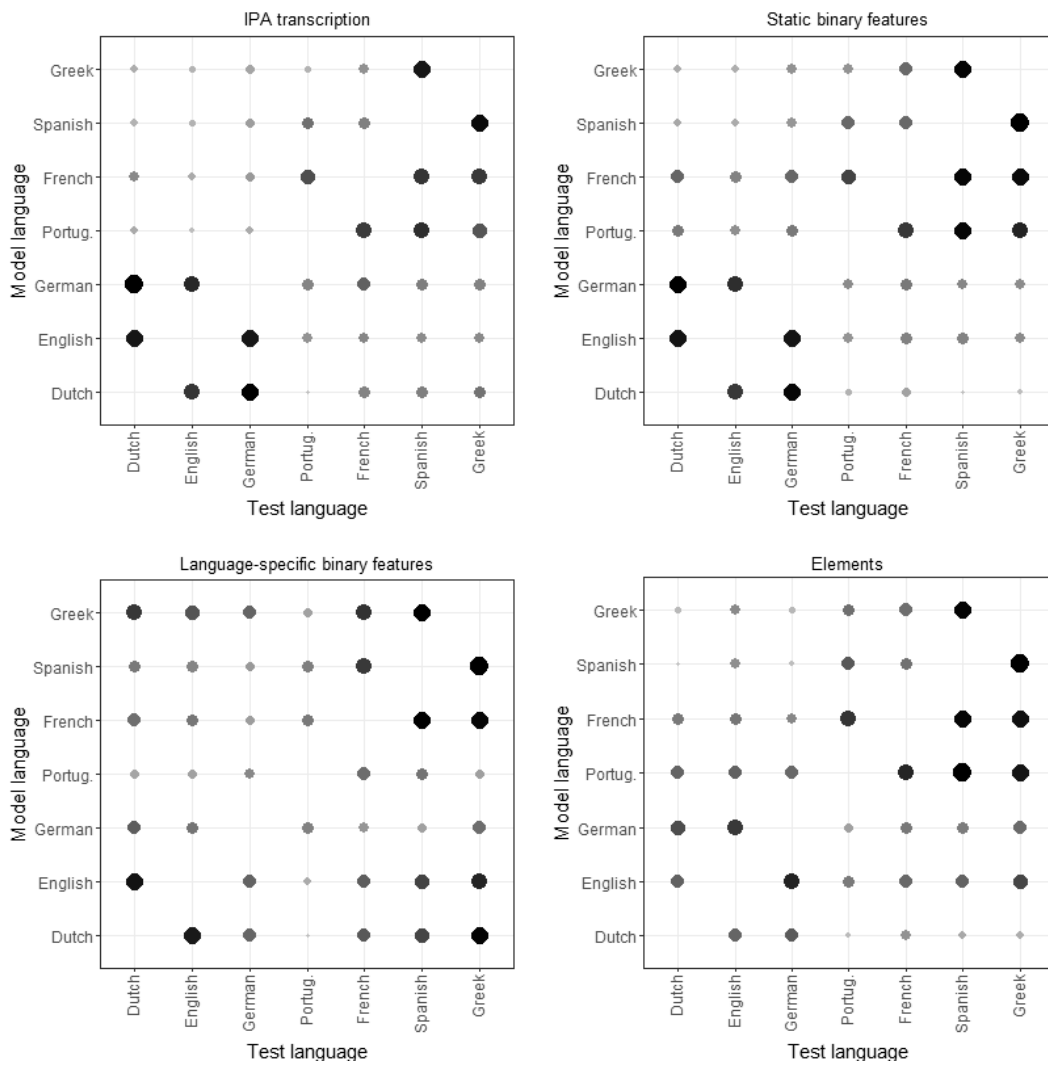 IPA transcription
Model language
Greek
Spanish
French
Portug.
German
English
Dutch
Dutch
English
German
Portug.
French
Spanish
Greek
Test language
Static binary features
Model language
Greek
Spanish
French
Portug.
German
English
Dutch
Dutch
English
German
Portug.
French
Spanish
Greek
Test language
Language-specific binary features
Model language
Greek
Spanish
French
Portug.
German
English
Dutch
Dutch
English
German
Portug.
French
Spanish
Greek
Test language
Elements
Model language
Greek
Spanish
French
Portug.
German
English
Dutch
Dutch
English
German
Portug.
French
Spanish
Greek
Test language